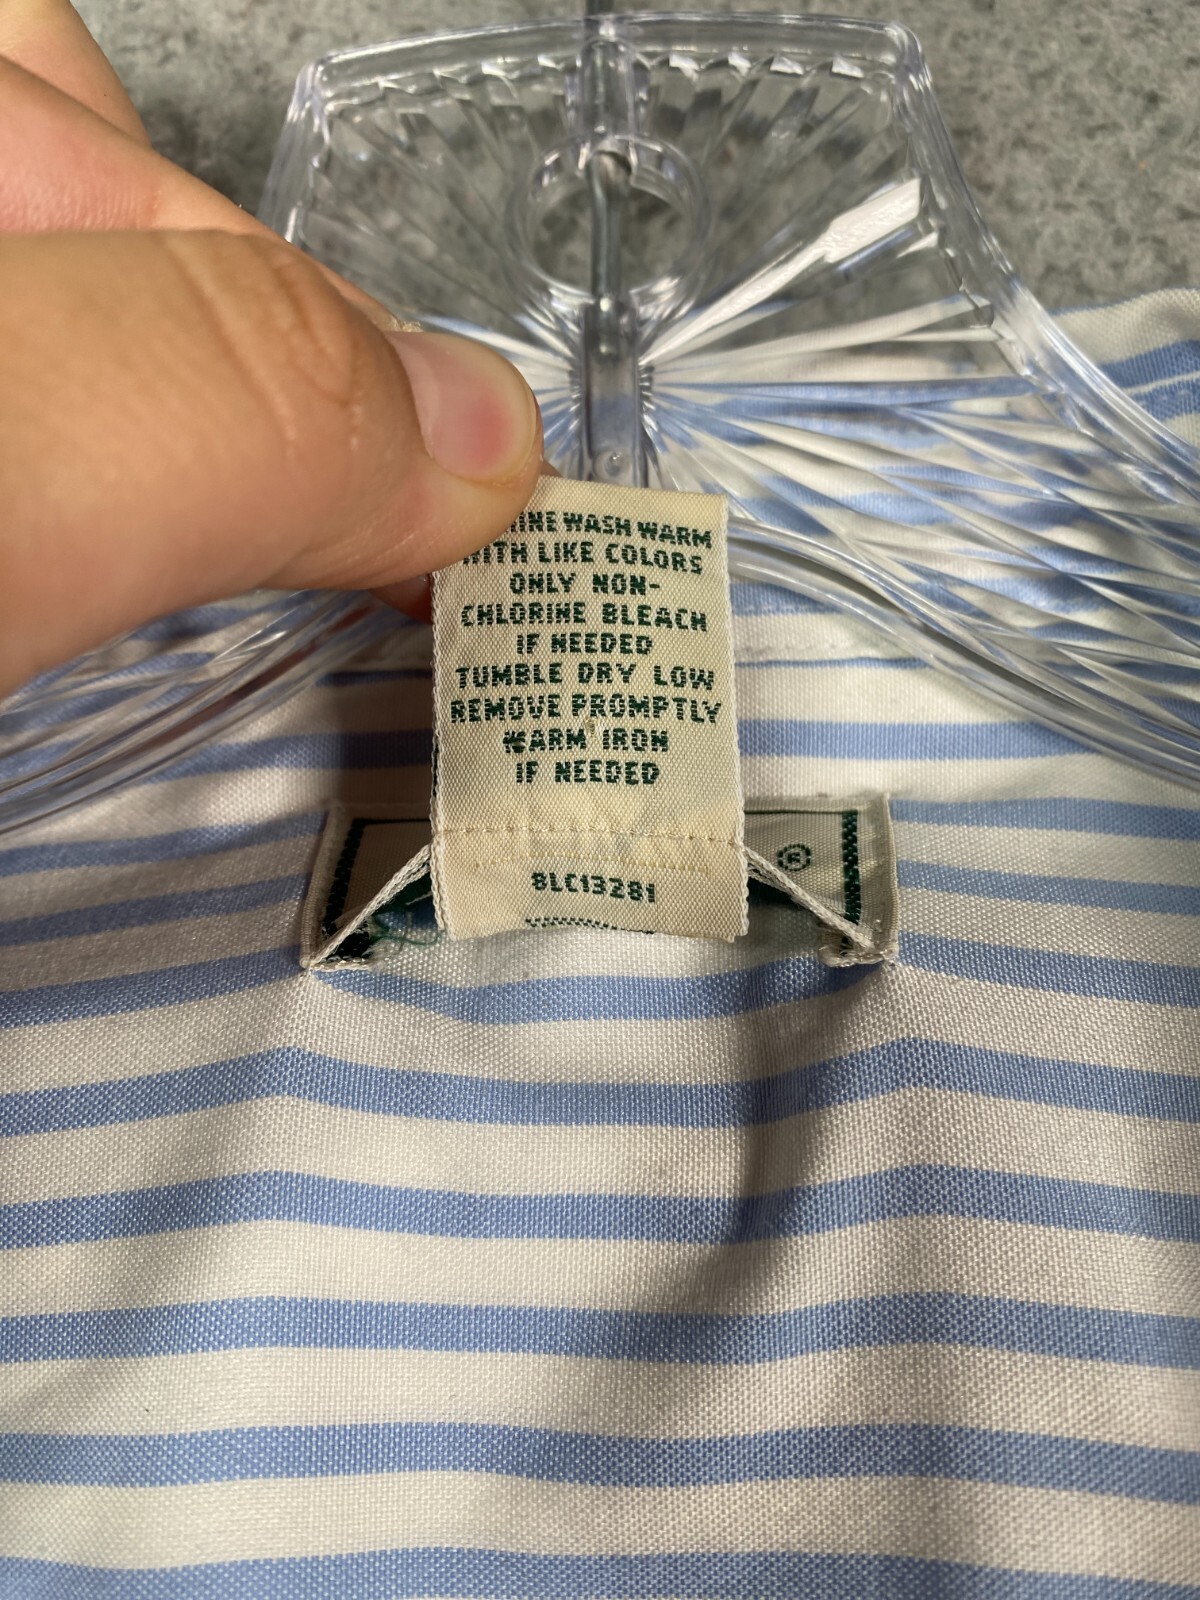 WASH WARM
WITH LIKE COLORS
ONLY NON-
CHLORINE BLEACH
IF NEEDED
TUMBLE DRY LOW
REMOVE PROMPTLY
WARM IRON
IF NEEDED
®
BLC13281